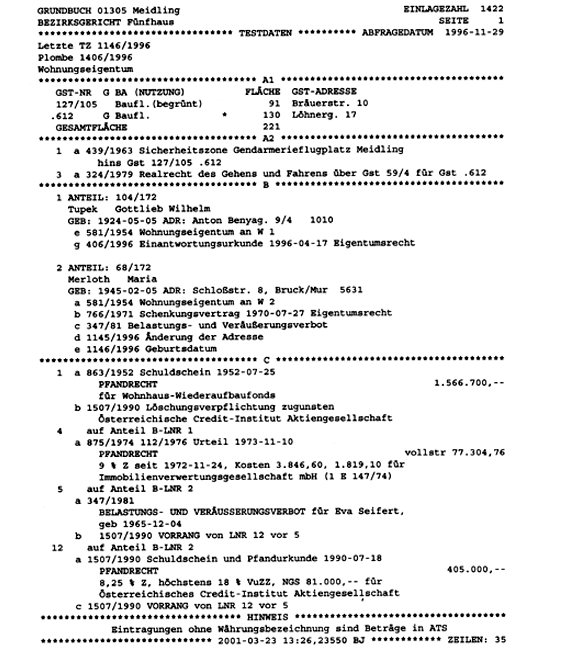 GRUNDBUCH 01305 Meidling EINLAGEZAHL 1422
BEZIRKSGERICHT Fünfhaus SEITE 1
******************************** TESTDATEN ********** ABFRAGEDATUM 1996-11-29
Letzte TZ 1146/1996
Plombe 1406/1996
Wohnungseigentum
************************************ A1 ************************************
GST-NR G BA (NUTZUNG) FLÄCHE GST-ADRESSE
127/105 Baufl.(begrünt) 91 Bräuerstr. 10
.612 G Baufl. * 130 Löhnerg. 17
GESAMTFLÄCHE 221
************************************ A2 ************************************
1 a 439/1963 Sicherheitszone Gendarmerieflugplatz Meidling
hins Gst 127/105 .612
3 a 324/1979 Realrecht des Gehens und Fahrens über Gst 59/4 für Gst .612
************************************ B ************************************
1 ANTEIL: 104/172
Tupek Gottlieb Wilhelm
GEB: 1924-05-05 ADR: Anton Benyag. 9/4 1010
e 581/1954 Wohnungseigentum an W 1
g 406/1996 Einantwortungsurkunde 1996-04-17 Eigentumsrecht
2 ANTEIL: 68/172
Merloth Maria
GEB: 1945-02-05 ADR: Schloßstr. 8, Bruck/Mur 5631
a 581/1954 Wohnungseigentum an W 2
b 766/1971 Schenkungsvertrag 1970-07-27 Eigentumsrecht
c 347/81 Belastungs- und Veräußerungsverbot
d 1145/1996 Änderung der Adresse
e 1146/1996 Geburtsdatum
************************************ C ************************************
1 a 863/1952 Schuldschein 1952-07-25
PFANDRECHT 1.566.700,--
für Wohnhaus-Wiederaufbaufonds
b 1507/1990 Löschungsverpflichtung zugunsten
Österreichische Credit-Institut Aktiengesellschaft
4 auf Anteil B-LNR 1
a 875/1974 112/1976 Urteil 1973-11-10
PFANDRECHT vollstr 77.304,76
9 % Z seit 1972-11-24, Kosten 3.846,60, 1.819,10 für
Immobilienverwertungsgesellschaft mbH (1 E 147/74)
5 auf Anteil B-LNR 2
a 347/1981
BELASTUNGS- UND VERÄUSSERUNGSVERBOT für Eva Seifert,
geb 1965-12-04
b 1507/1990 VORRANG von LNR 12 vor 5
12 auf Anteil B-LNR 2
a 1507/1990 Schuldschein und Pfandurkunde 1990-07-18
PFANDRECHT 405.000,--
8,25 % Z, höchstens 18 % VuZZ, NGS 81.000,-- für
Österreichisches Credit-Institut Aktiengesellschaft
c 1507/1990 VORRANG von LNR 12 vor 5
********************************** HINWEIS **********************************
Eintragungen ohne Währungsbezeichnung sind Beträge in ATS
***************************** 2001-03-23 13:26,23550 BJ ************ ZEILEN: 35